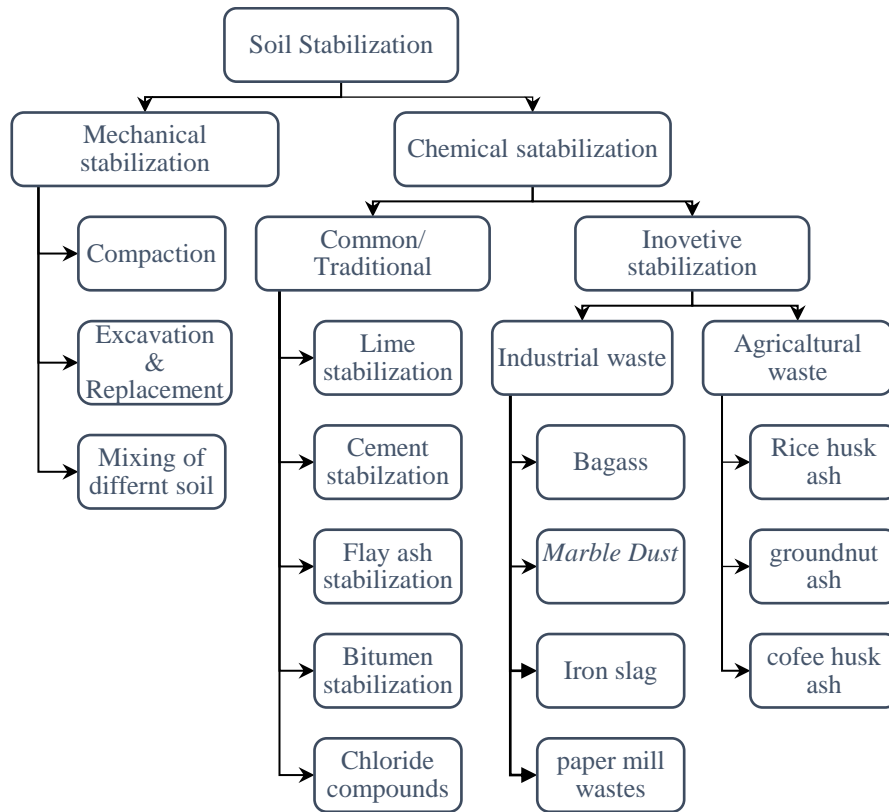 Soil Stabilization
Mechanical
stabilization
Chemical satabilization
Compaction
Excavation
&
Replacement
Mixing of
differnt soil
Common/
Traditional
Lime
stabilization
Cement
stabilzation
Flay ash
stabilization
Bitumen
stabilization
Chloride
compounds
Inovetive
stabilization
Industrial waste
Bagass
Marble Dust
Iron slag
paper mill
wastes
Agricaltural
waste
Rice husk
ash
groundnut
ash
cofee husk
ash